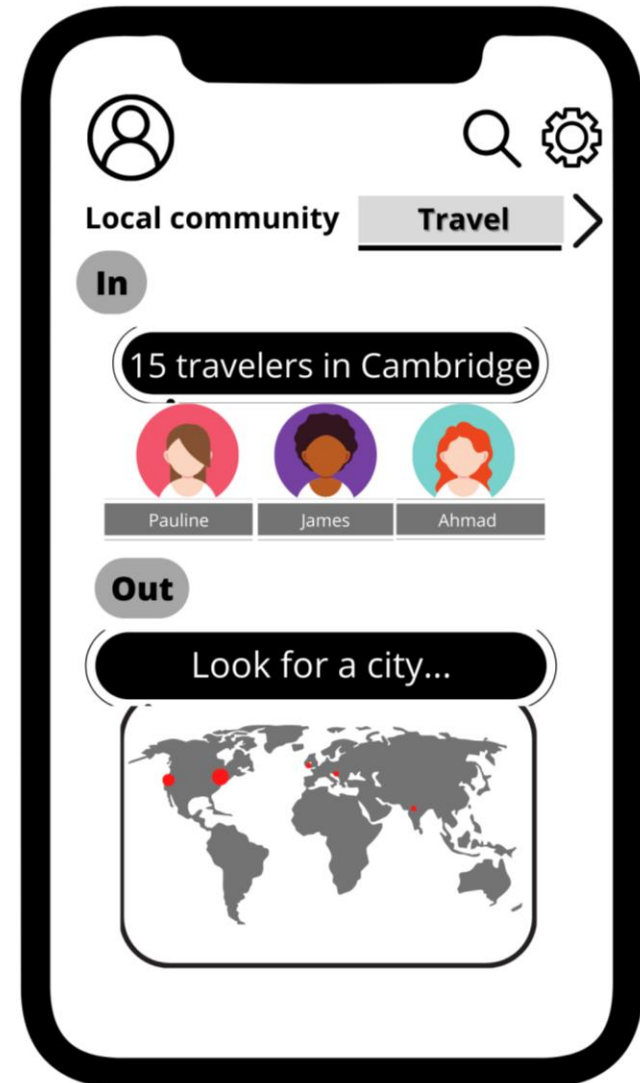 Local community Travel
In
15 travelers in Cambridge
Pauline James Ahmad
Out
Look for a city...